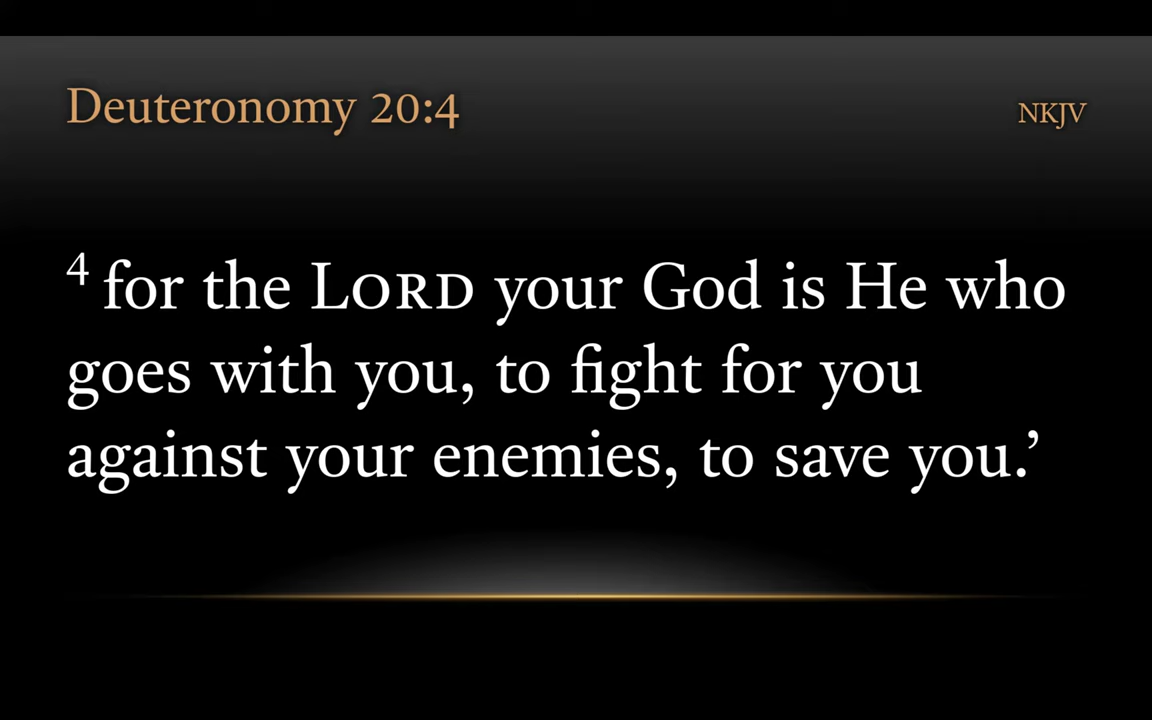 Deuteronomy 20:4
NKJV
4 for the LORD your God is He who
goes with you, to fight for you
against your enemies, to save you.’